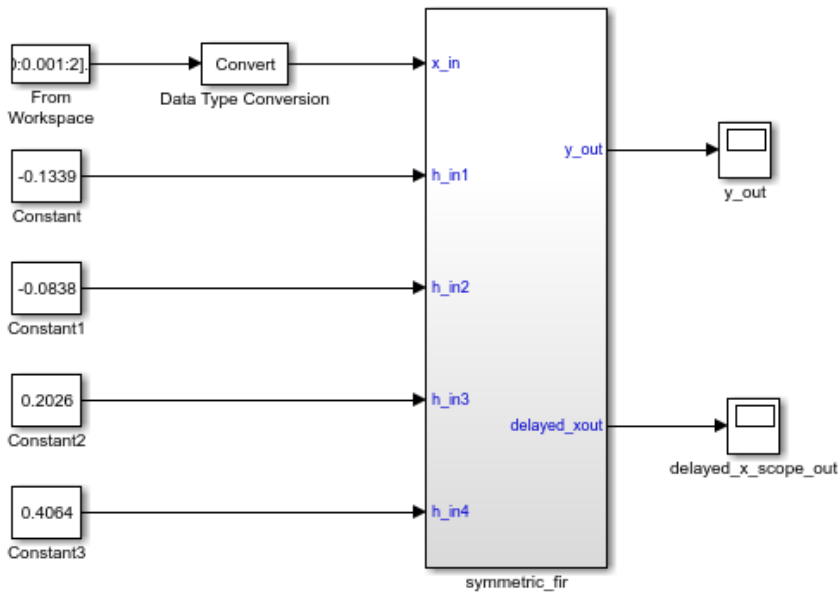 ):0.001:2].
From
Workspace
Convert
Data Type Conversion
x_in
-0.1339
Constant
h_in1
-0.0838
Constant1
h_in2
0.2026
Constant2
h_in3
0.4064
Constant3
h_in4
y_out
y_out
delayed_xout
delayed_x_scope_out
symmetric_fir